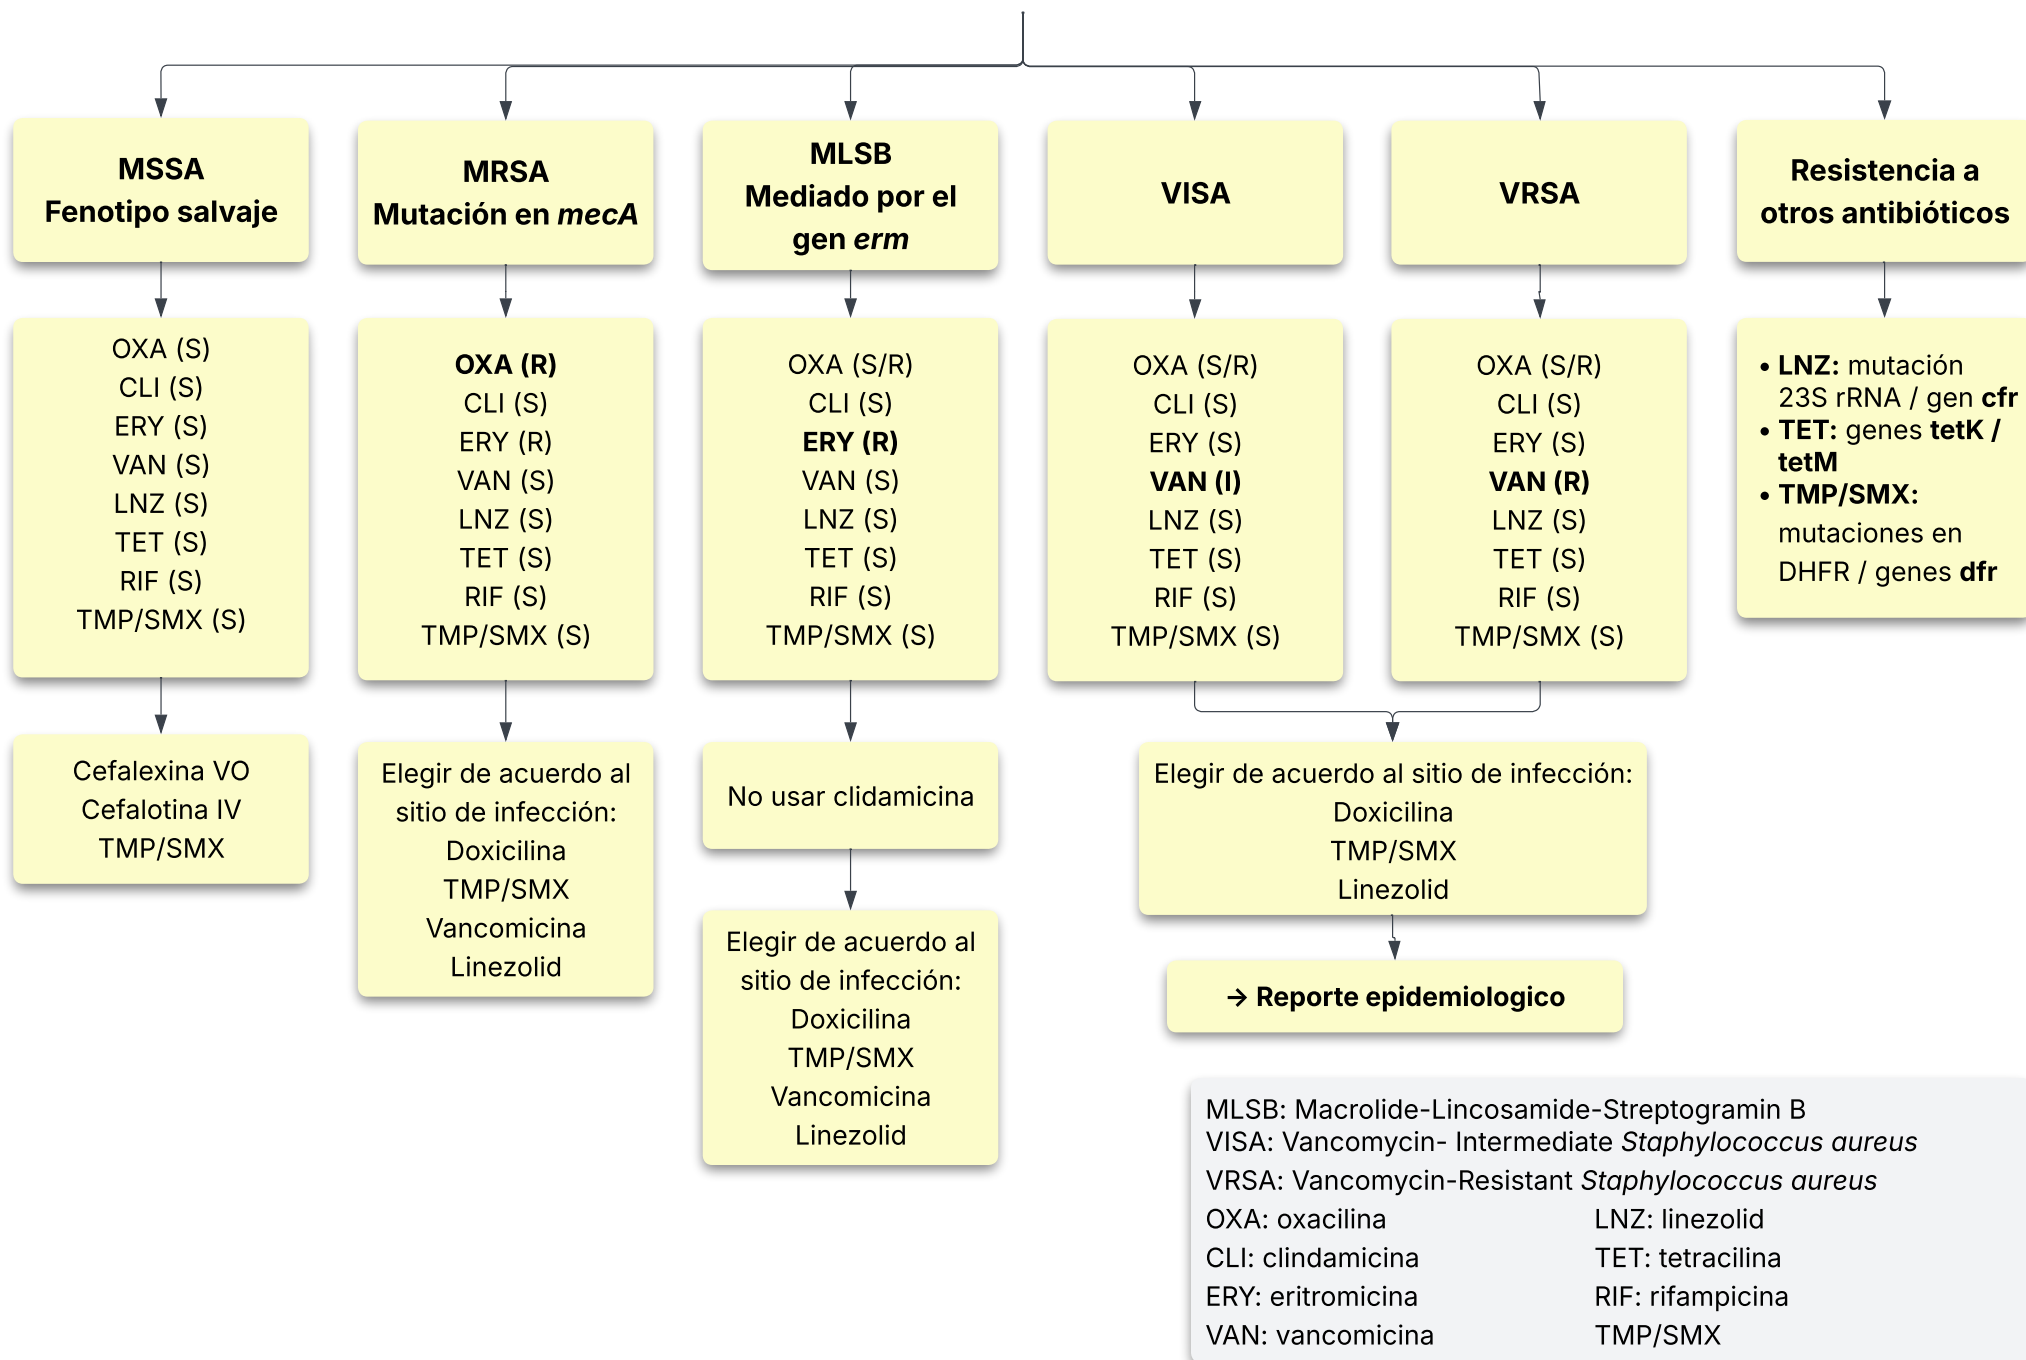 MSSA
Fenotipo salvaje
MRSA
Mutación en mecA
MLSB
Mediado por el
gen erm
VISA
VRSA
Resistencia a
otros antibióticos
OXA (S)
CLI (S)
ERY (S)
VAN (S)
LNZ (S)
TET (S)
RIF (S)
TMP/SMX (S)
OXA (R)
CLI (S)
ERY (R)
VAN (S)
LNZ (S)
TET (S)
RIF (S)
TMP/SMX (S)
OXA (S/R)
CLI (S)
ERY (R)
VAN (S)
LNZ (S)
TET (S)
RIF (S)
TMP/SMX (S)
OXA (S/R)
CLI (S)
ERY (S)
VAN (I)
LNZ (S)
TET (S)
RIF (S)
TMP/SMX (S)
OXA (S/R)
CLI (S)
ERY (S)
VAN (R)
LNZ (S)
TET (S)
RIF (S)
TMP/SMX (S)
• LNZ: mutación
23S rRNA / gen cfr
• TET: genes tetK /
tetM
• TMP/SMX:
mutaciones en
DHFR / genes dfr
Cefalexina VO
Cefalotina IV
TMP/SMX
Elegir de acuerdo al
sitio de infección:
Doxicilina
TMP/SMX
Vancomicina
Linezolid
No usar clidamicina
Elegir de acuerdo al
sitio de infección:
Doxicilina
TMP/SMX
Vancomicina
Linezolid
Elegir de acuerdo al sitio de infección:
Doxicilina
TMP/SMX
Linezolid
→ Reporte epidemiologico
MLSB: Macrolide-Lincosamide-Streptogramin B
VISA: Vancomycin- Intermediate Staphylococcus aureus
VRSA: Vancomycin-Resistant Staphylococcus aureus
OXA: oxacilina LNZ: linezolid
CLI: clindamicina TET: tetracilina
ERY: eritromicina RIF: rifampicina
VAN: vancomicina TMP/SMX